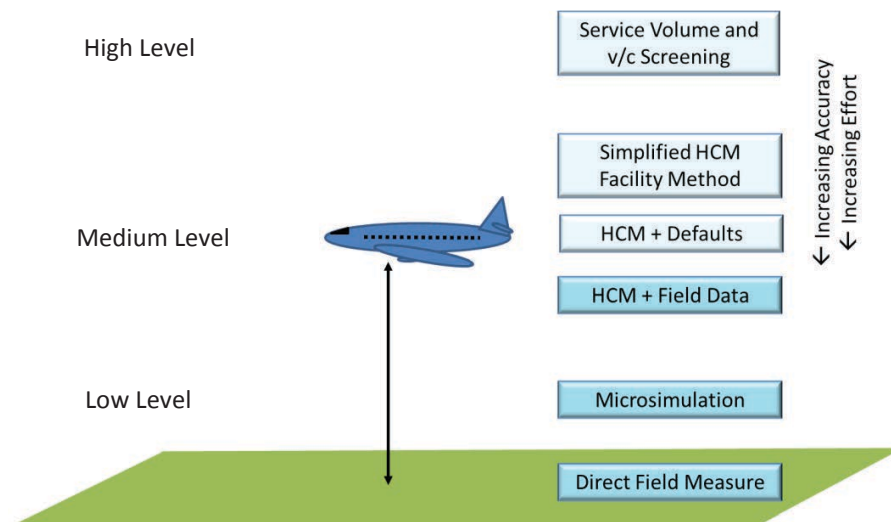 High Level
Service Volume and
v/c Screening
Simplified HCM
Facility Method
Medium Level
HCM + Defaults
HCM + Field Data
Low Level
Microsimulation
Direct Field Measure
← Increasing Accuracy
← Increasing Effort